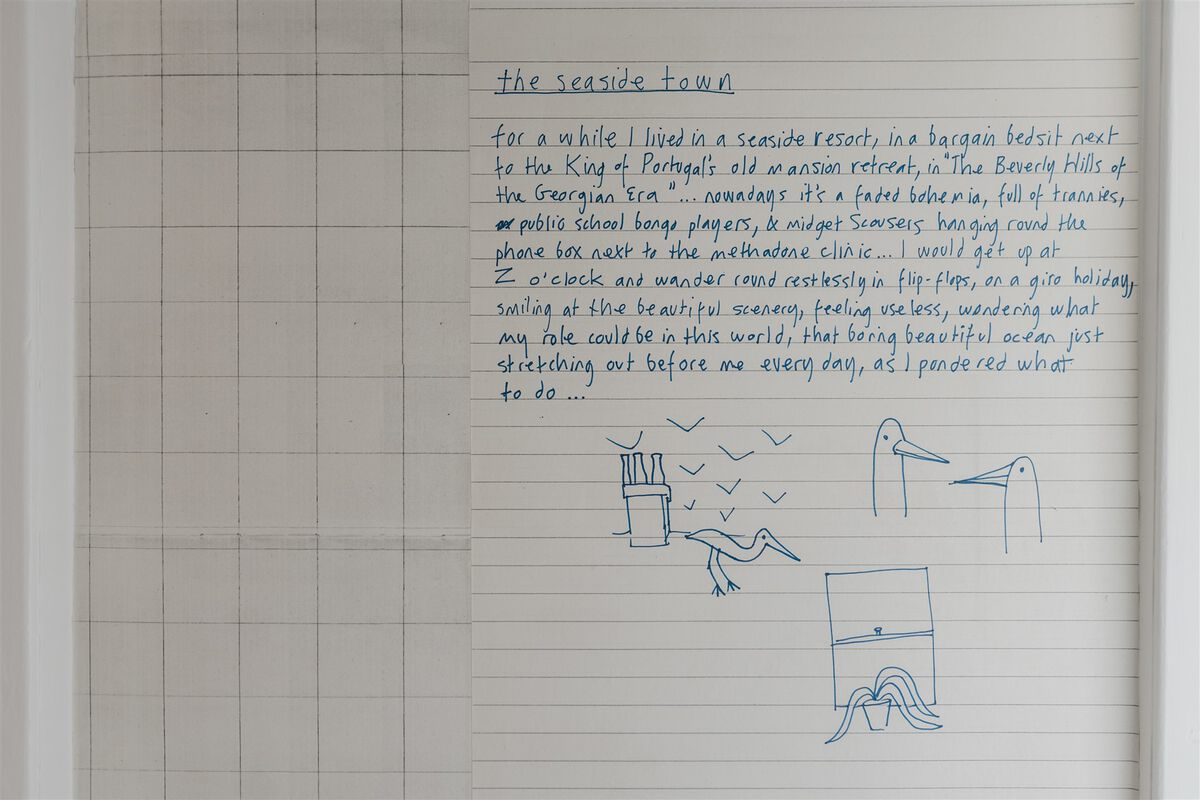 the seaside town
for a while I lived in a seaside resort, in a bargain bedsit next
to the King of Portugal's old mansion retreat, in "The Beverly Hills of
the Georgian Era"... nowadays it's a faded bohemia, full of trannies,
public school bongo players, & midget Scousers hanging round the
phone box next to the methadone clinic... I would get up at
Z o'clock and wander round restlessly in flip-flops, on a giro holiday,
smiling at the beautiful scenery, feeling useless, wondering what
my role could be in this world, that boring beautiful ocean just
stretching out before me every day, as I pondered what
to do ...